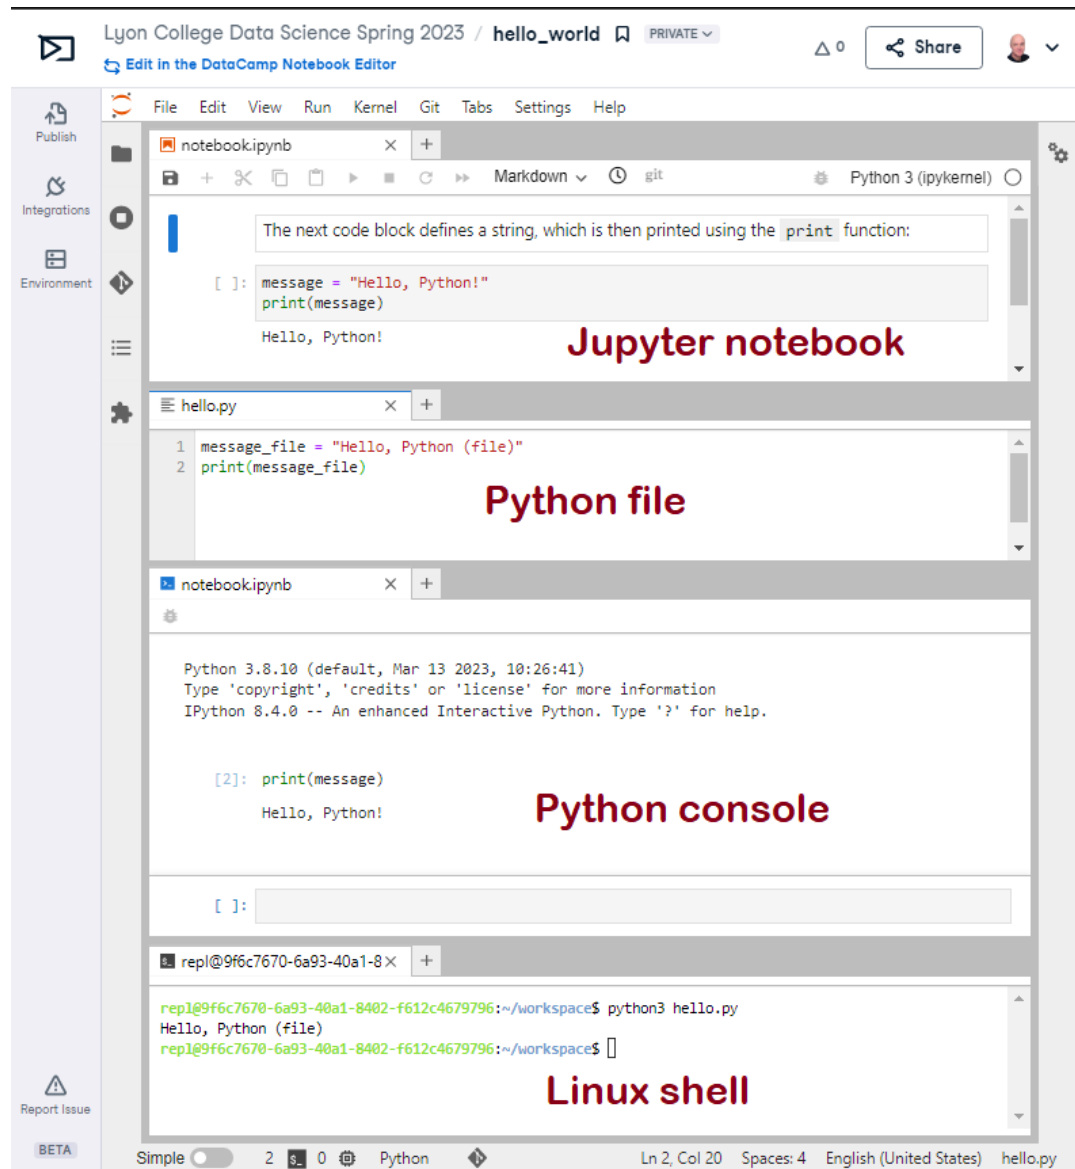 Lyon College Data Science Spring 2023 / hello_world PRIVATE
Edit in the DataCamp Notebook Editor
0
Share
Publish
Integrations
Environment
File Edit View Run Kernel Git Tabs Settings Help
notebook.ipynb
Markdown git Python 3 (ipykernel)
The next code block defines a string, which is then printed using the print function:
[ ]: message = "Hello, Python!"
print(message)
Hello, Python!
Jupyter notebook
hello.py
1 message_file = "Hello, Python (file)"
2 print(message_file)
Python file
notebook.ipynb
Python 3.8.10 (default, Mar 13 2023, 10:26:41)
Type 'copyright', 'credits' or 'license' for more information
IPython 8.4.0 -- An enhanced Interactive Python. Type '?' for help.
[2]: print(message)
Hello, Python!
Python console
[ ]:
repl@9f6c7670-6a93-40a1-8
repl@9f6c7670-6a93-40a1-8402-f612c4679796:~/workspace$ python3 hello.py
Hello, Python (file)
repl@9f6c7670-6a93-40a1-8402-f612c4679796:~/workspace$
Linux shell
Report Issue
BETA
Simple 2 0 Python Ln 2, Col 20 Spaces: 4 English (United States) hello.py